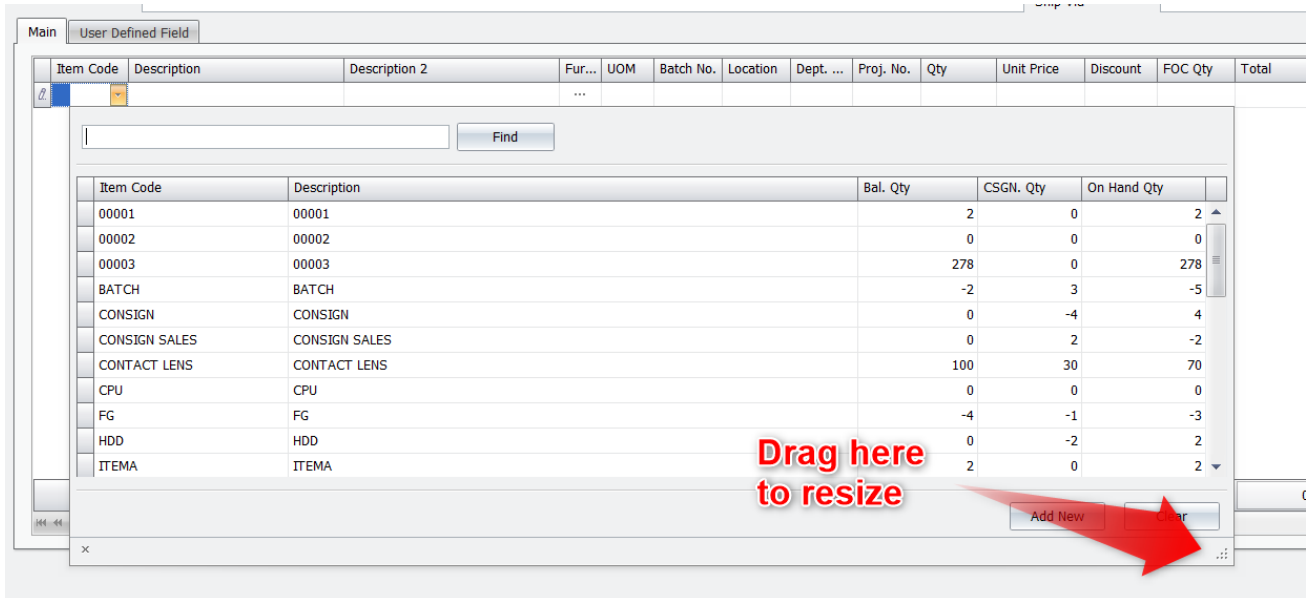 Main User Defined Field
Item Code Description Description 2 Fur... UOM Batch No. Location Dept. ... Proj. No. Qty Unit Price Discount FOC Qty Total
...
Find
Item Code Description Bal. Qty CSGN. Qty On Hand Qty
00001 00001 2 0 2
00002 00002 0 0 0
00003 00003 278 0 278
BATCH BATCH -2 3 -5
CONSIGN CONSIGN 0 -4 4
CONSIGN SALES CONSIGN SALES 0 2 -2
CONTACT LENS CONTACT LENS 100 30 70
CPU CPU 0 0 0
FG FG -4 -1 -3
HDD HDD 0 -2 2
ITEMA ITEMA 2 0 2
Drag here
to resize
Add New Clear